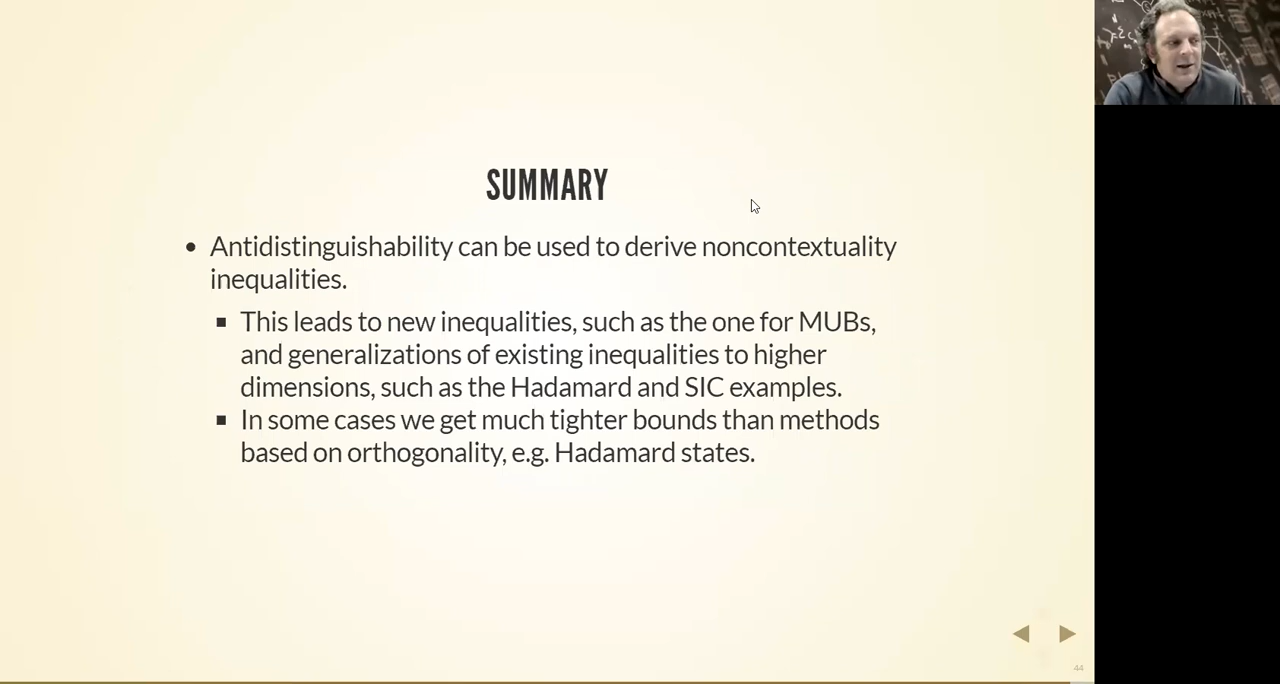 SUMMARY
• Antidistinguishability can be used to derive noncontextuality
inequalities.
▪ This leads to new inequalities, such as the one for MUBs,
and generalizations of existing inequalities to higher
dimensions, such as the Hadamard and SIC examples.
▪ In some cases we get much tighter bounds than methods
based on orthogonality, e.g. Hadamard states.
44